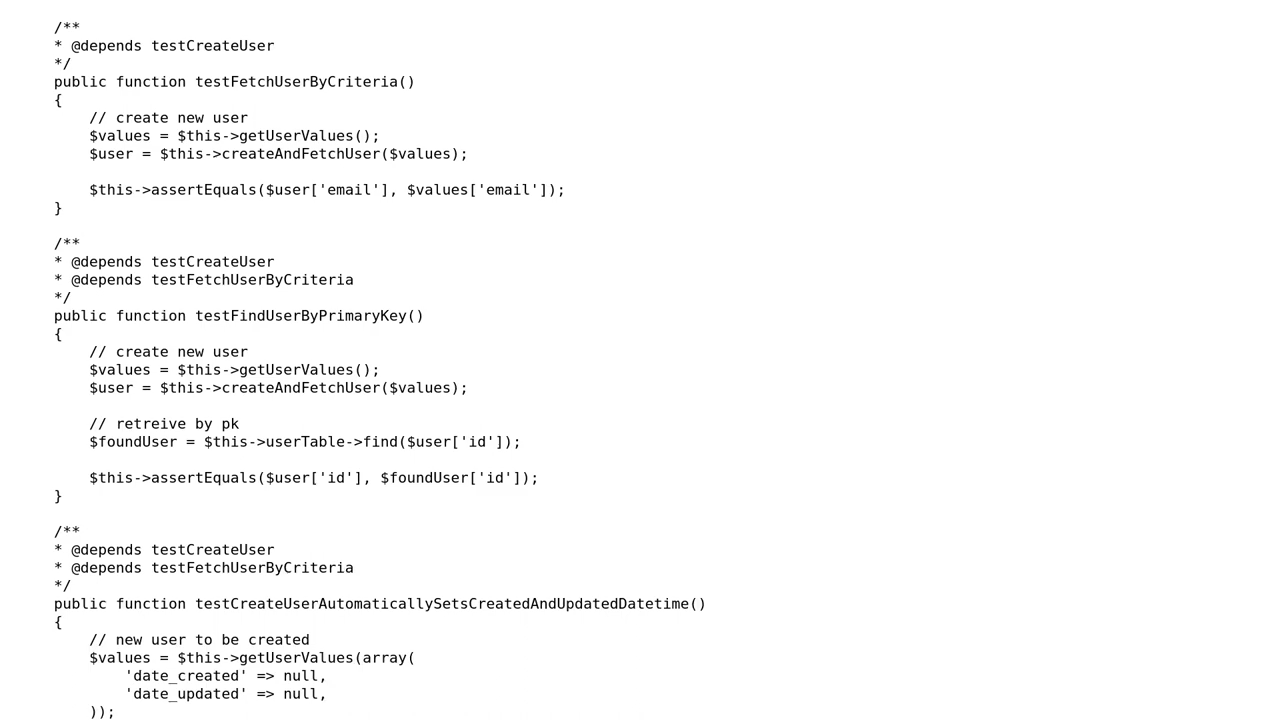 /**
* @depends testCreateUser
*/
public function testFetchUserByCriteria()
{
    // create new user
    $values = $this->getUserValues();
    $user = $this->createAndFetchUser($values);

    $this->assertEquals($user['email'], $values['email']);
}

/**
* @depends testCreateUser
* @depends testFetchUserByCriteria
*/
public function testFindUserByPrimaryKey()
{
    // create new user
    $values = $this->getUserValues();
    $user = $this->createAndFetchUser($values);

    // retreive by pk
    $foundUser = $this->userTable->find($user['id']);

    $this->assertEquals($user['id'], $foundUser['id']);
}

/**
* @depends testCreateUser
* @depends testFetchUserByCriteria
*/
public function testCreateUserAutomaticallySetsCreatedAndUpdatedDatetime()
{
    // new user to be created
    $values = $this->getUserValues(array(
        'date_created' => null,
        'date_updated' => null,
    ));